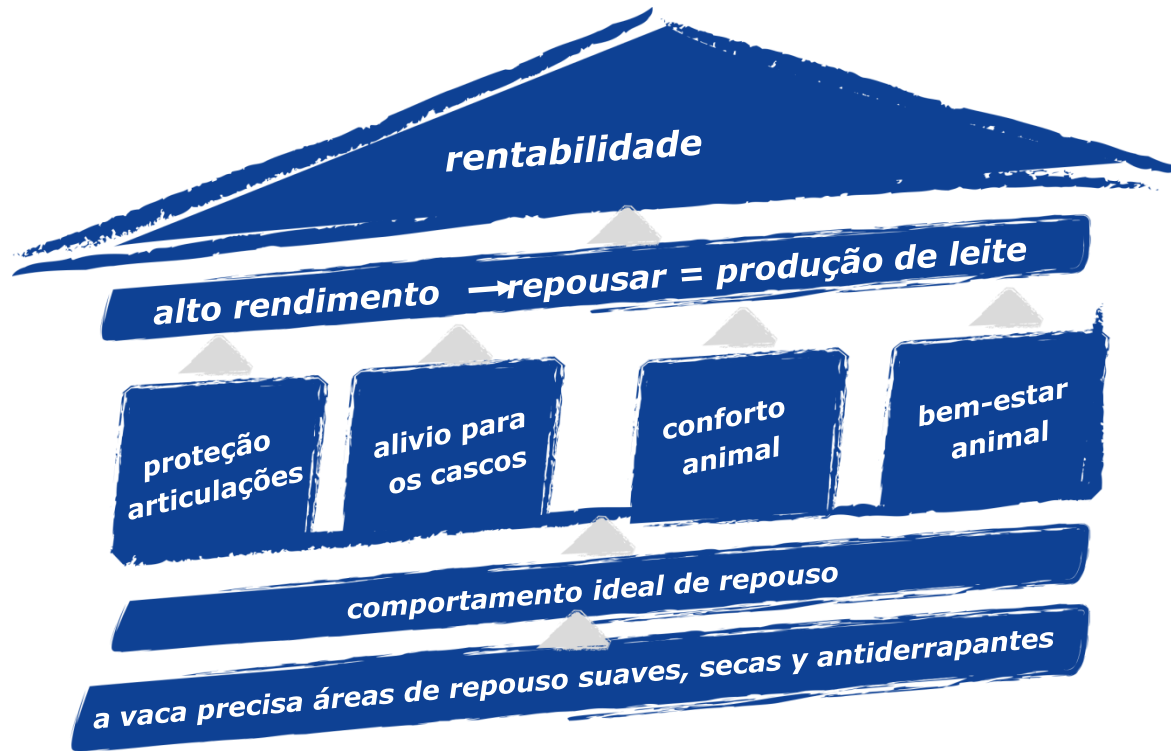 rentabilidade
alto rendimento → repousar = produção de leite
proteção
articulações
alivio para
os cascos
conforto
animal
bem-estar
animal
comportamento ideal de repouso
a vaca precisa áreas de repouso suaves, secas y antiderrapantes